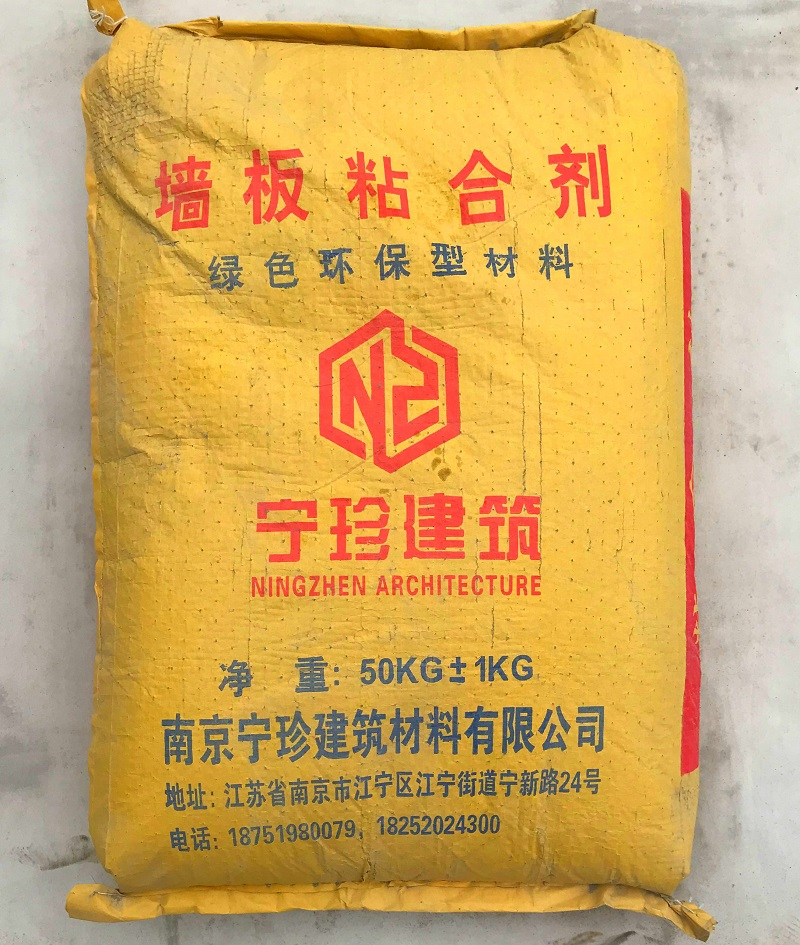 墙板粘合剂
绿色环保型材料
NZ
宁珍建筑
NINGZHEN ARCHITECTURE
净 重: 50KG±1KG
南京宁珍建筑材料有限公司
地址: 江苏省南京市江宁区江宁街道宁新路24号
电话: 18751980079, 18252024300